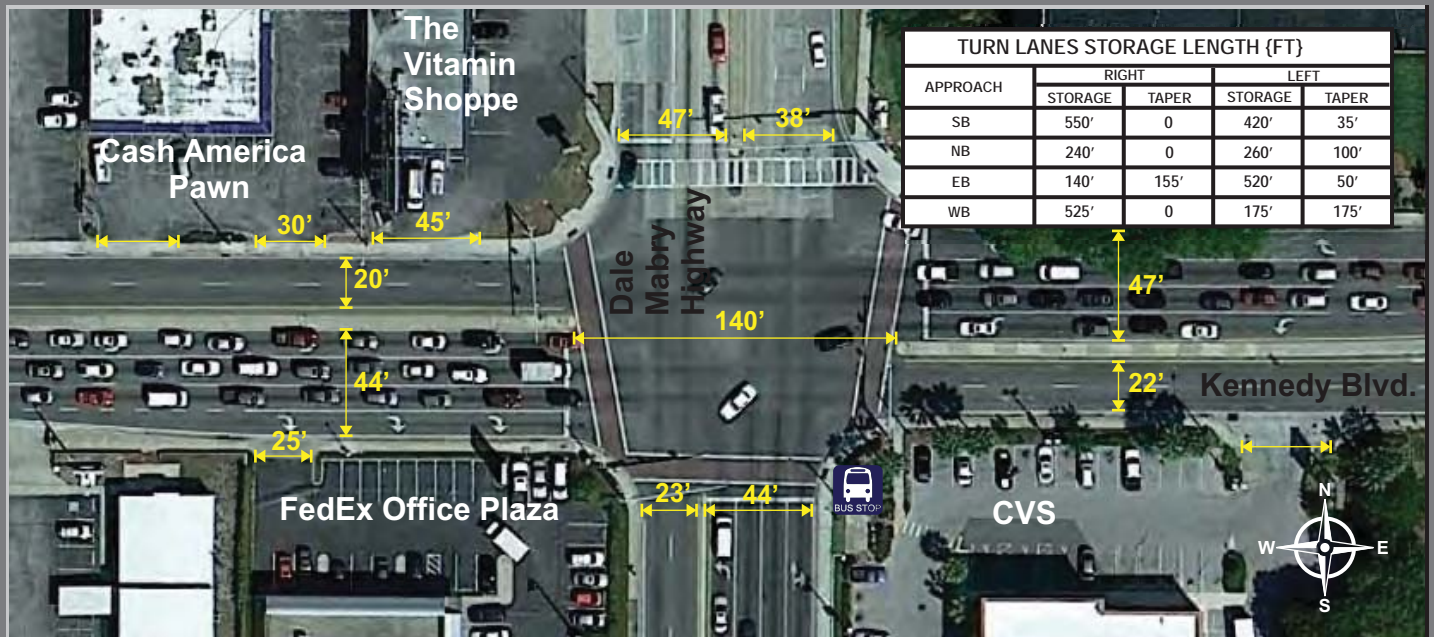 The
Vitamin
Shoppe
Cash America
Pawn
47’
38’
TURN LANES STORAGE LENGTH {FT}
APPROACH RIGHT LEFT
STORAGE TAPER STORAGE TAPER
SB 550’ 0 420’ 35’
NB 240’ 0 260’ 100’
EB 140’ 155’ 520’ 50’
WB 525’ 0 175’ 175’
30’
45’
20’
Dale
Mabry
Highway
140’
47’
44’
22’
Kennedy Blvd.
25’
FedEx Office Plaza
23’
44’
BUS STOP
CVS
N
W E
S